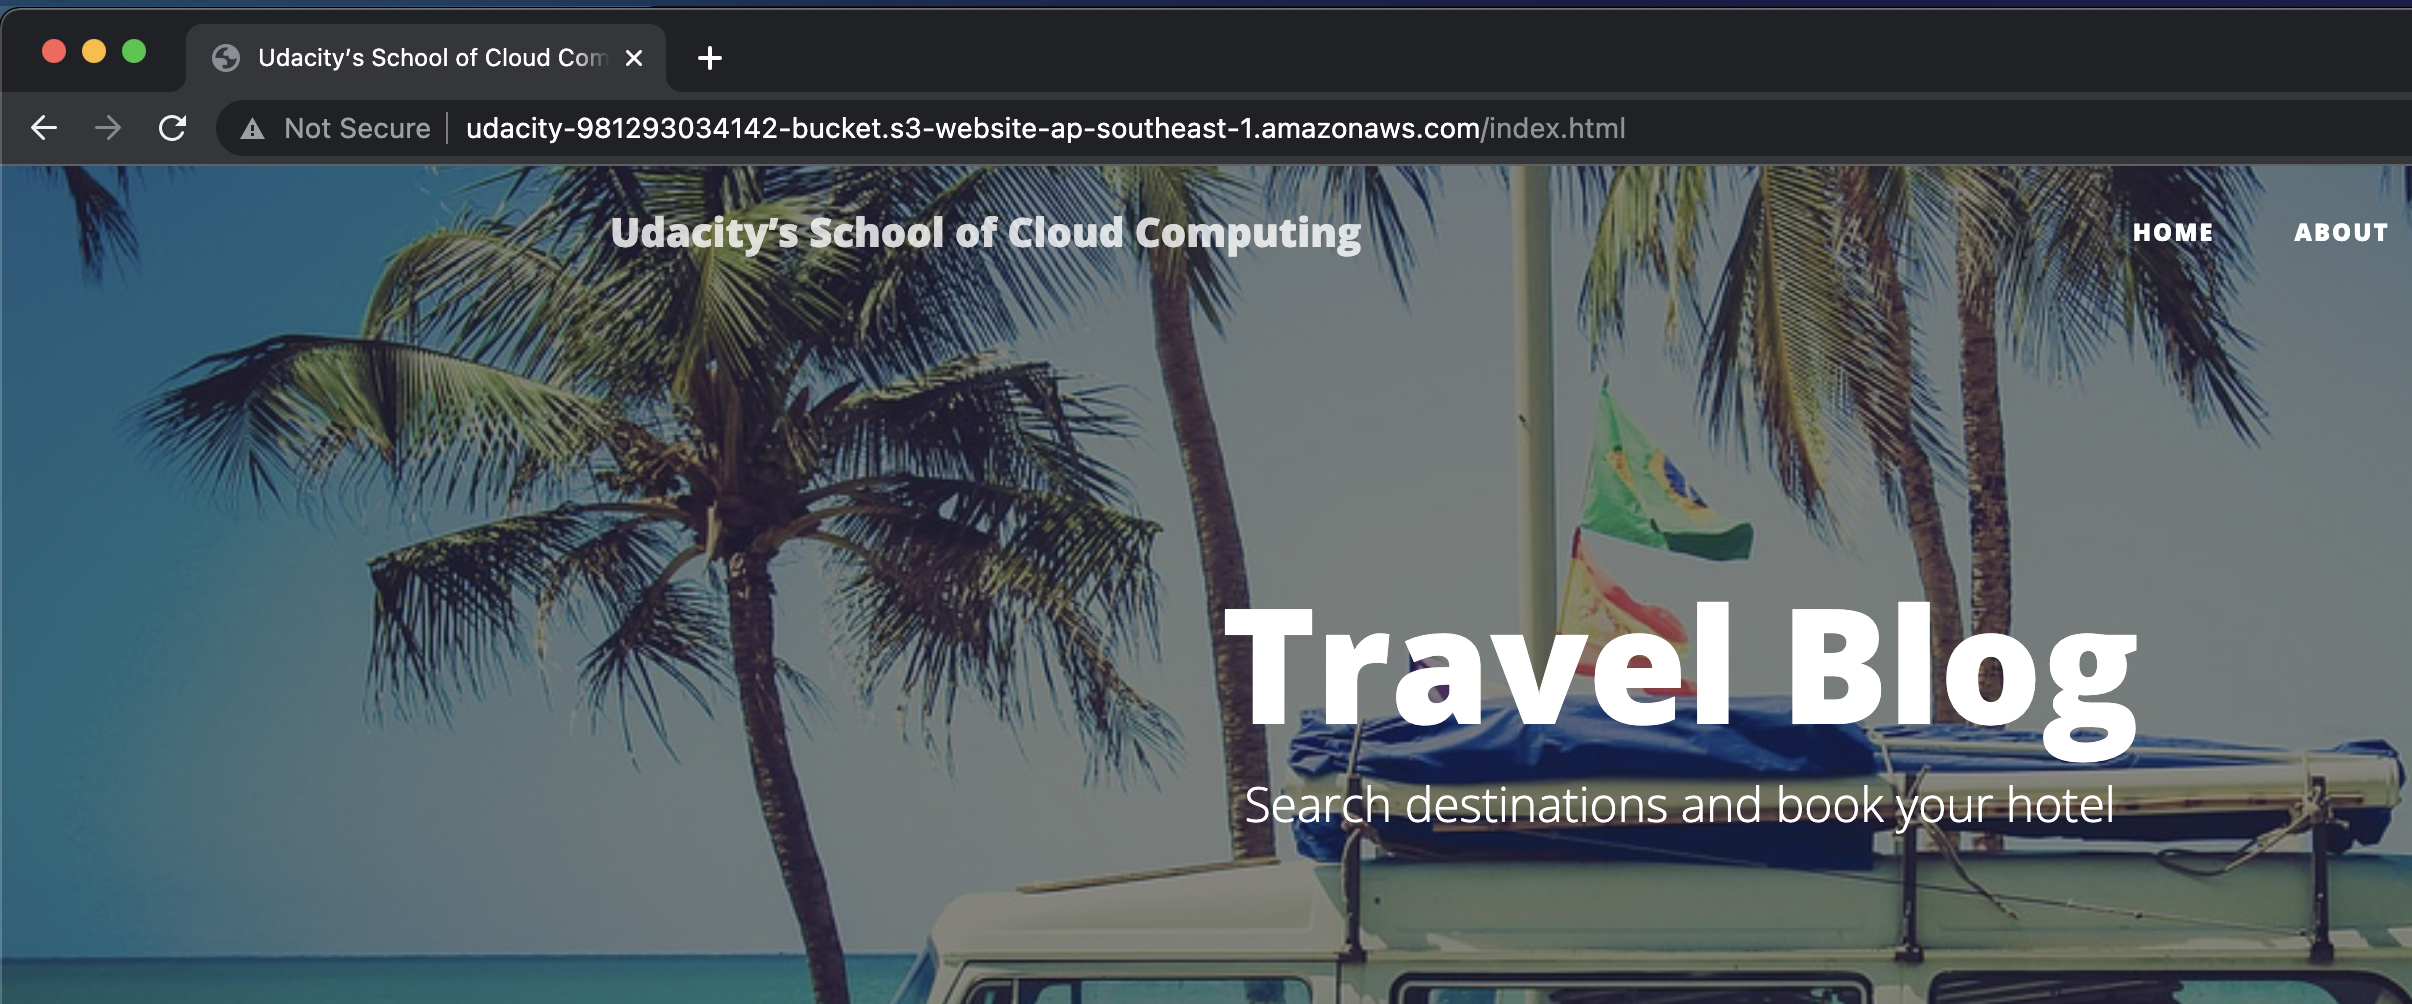 Udacity’s School of Cloud Com
Not Secure
udacity-981293034142-bucket.s3-website-ap-southeast-1.amazonaws.com/index.html
Udacity’s School of Cloud Computing
HOME
ABOUT
Travel Blog
Search destinations and book your hotel